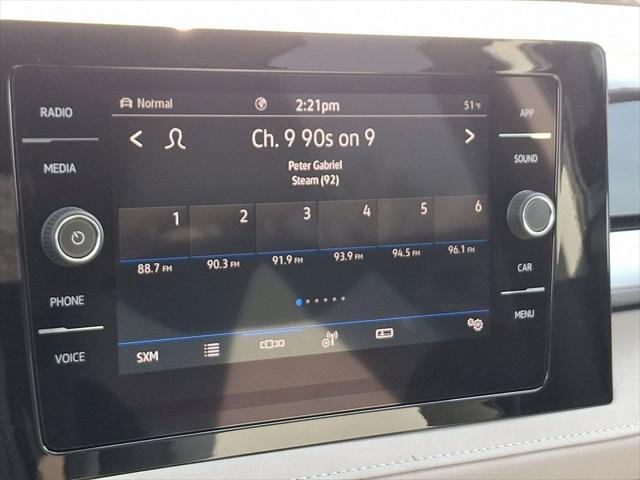 RADIO
MEDIA
PHONE
VOICE
Normal 2:21pm 51°F
< Ch. 9 90s on 9 >
Peter Gabriel
Steam (92)
1 2 3 4 5 6
88.7 FM 90.3 FM 91.9 FM 93.9 FM 94.5 FM 96.1 FM
SXM
APP
SOUND
CAR
MENU